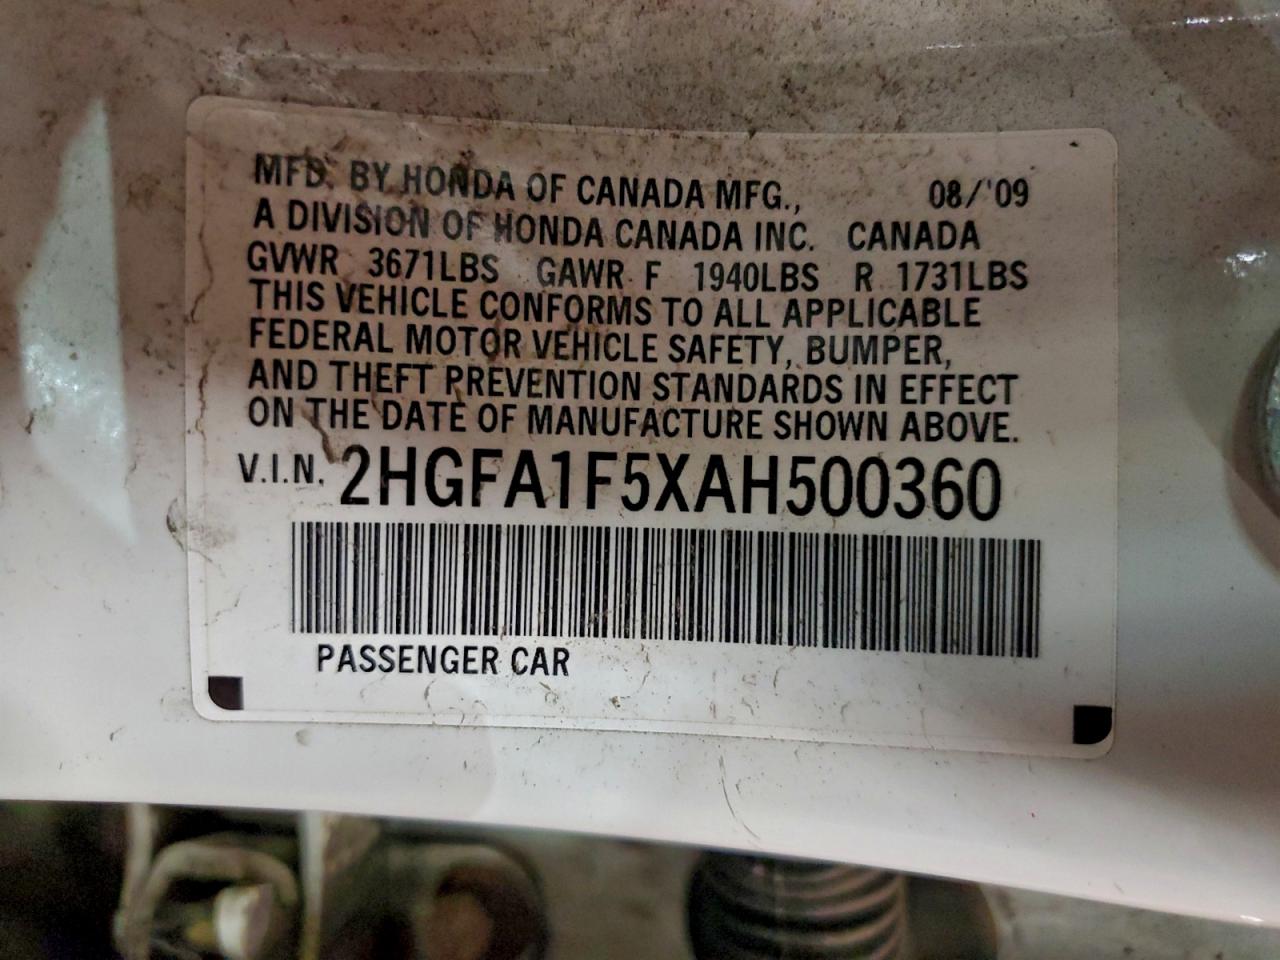 MFD. BY HONDA OF CANADA MFG., 08/'09
A DIVISION OF HONDA CANADA INC. CANADA
GVWR 3671LBS GAWR F 1940LBS R 1731LBS
THIS VEHICLE CONFORMS TO ALL APPLICABLE
FEDERAL MOTOR VEHICLE SAFETY, BUMPER,
AND THEFT PREVENTION STANDARDS IN EFFECT
ON THE DATE OF MANUFACTURE SHOWN ABOVE.
V.I.N. 2HGFA1F5XAH500360
PASSENGER CAR